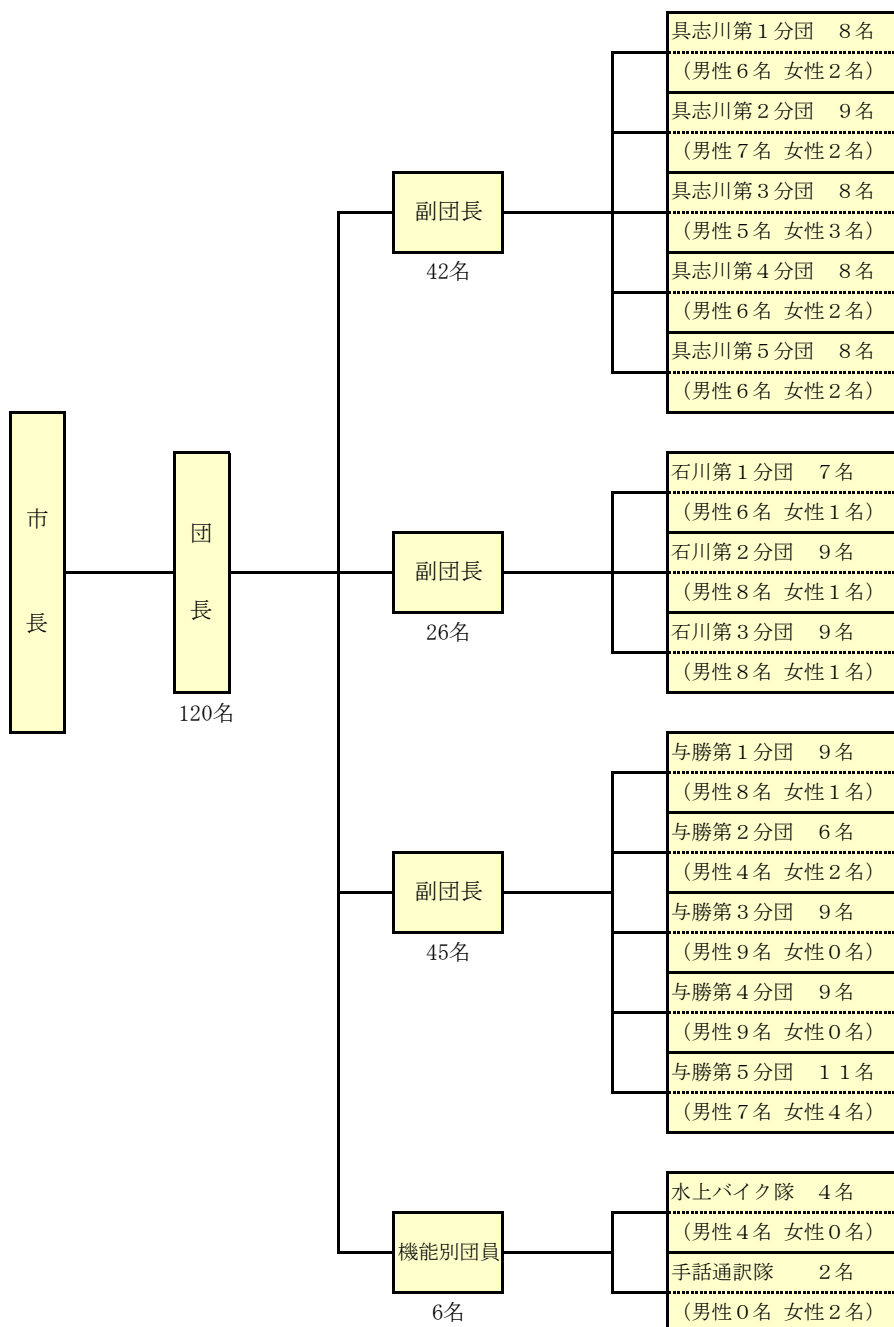 具志川第１分団　８名
（男性６名 女性２名）
具志川第２分団　９名
（男性７名 女性２名）
具志川第３分団　８名
（男性５名 女性３名）
具志川第４分団　８名
（男性６名 女性２名）
具志川第５分団　８名
（男性６名 女性２名）
副団長
42名
市長
団長
120名
石川第１分団　７名
（男性６名 女性１名）
石川第２分団　９名
（男性８名 女性１名）
石川第３分団　９名
（男性８名 女性１名）
副団長
26名
与勝第１分団　９名
（男性８名 女性１名）
与勝第２分団　６名
（男性４名 女性２名）
与勝第３分団　９名
（男性９名 女性０名）
与勝第４分団　９名
（男性９名 女性０名）
与勝第５分団　１１名
（男性７名 女性４名）
副団長
45名
水上バイク隊　４名
（男性４名 女性０名）
手話通訳隊　　２名
（男性０名 女性２名）
機能別団員
6名